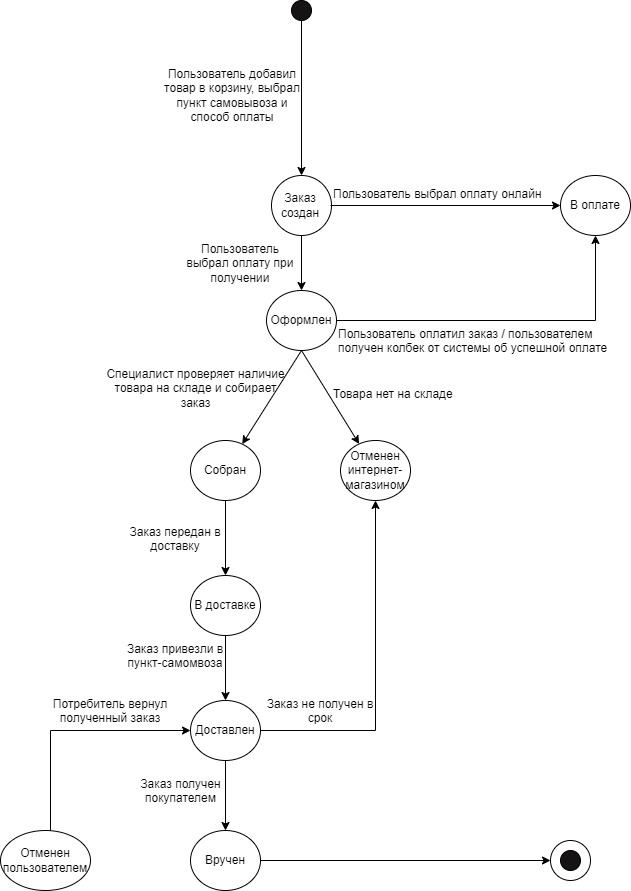 Пользователь добавил
товар в корзину, выбрал
пункт самовывоза и
способ оплаты
Заказ
создан
Пользователь выбрал оплату онлайн
В оплате
Пользователь
выбрал оплату при
получении
Оформлен
Пользователь оплатил заказ / пользователем
получен колбек от системы об успешной оплате
Специалист проверяет наличие
товара на складе и собирает
заказ
Товара нет на складе
Собран
Отменен
интернет-
магазином
Заказ передан в
доставку
В доставке
Заказ привезли в
пункт-самомвоза
Потребитель вернул
полученный заказ
Доставлен
Заказ не получен в
срок
Заказ получен
покупателем
Отменен
пользователем
Вручен